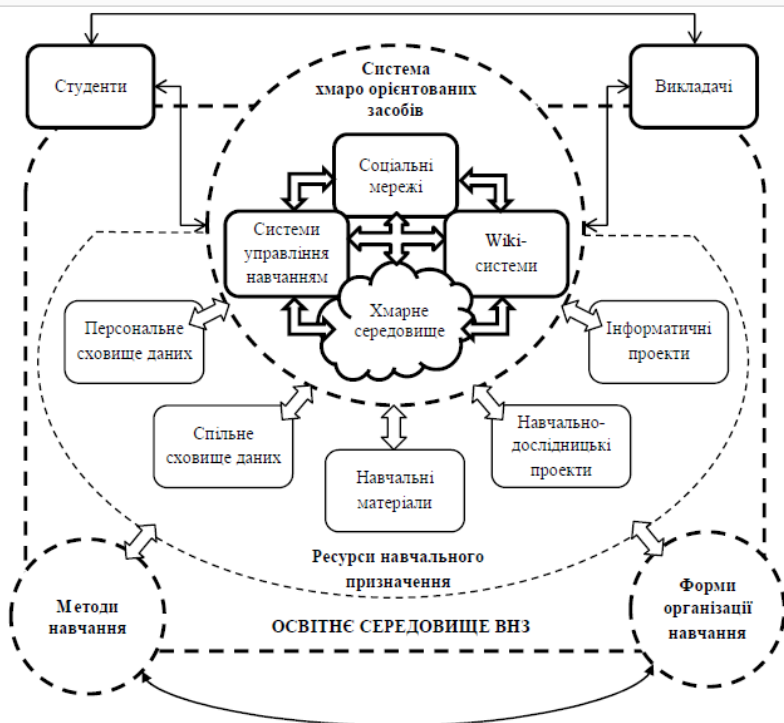 Студенти
Система
хмаро орієнтованих
засобів
Викладачі
Соціальні
мережі
Системи
управління
навчанням
Wiki-
системи
Хмарне
середовище
Персональне
сховище даних
Інформатичні
проекти
Спільне
сховище даних
Навчальні
матеріали
Навчально-
дослідницькі
проекти
Ресурси навчального
призначення
Методи
навчання
ОСВІТНЄ СЕРЕДОВИЩЕ ВНЗ
Форми
організації
навчання